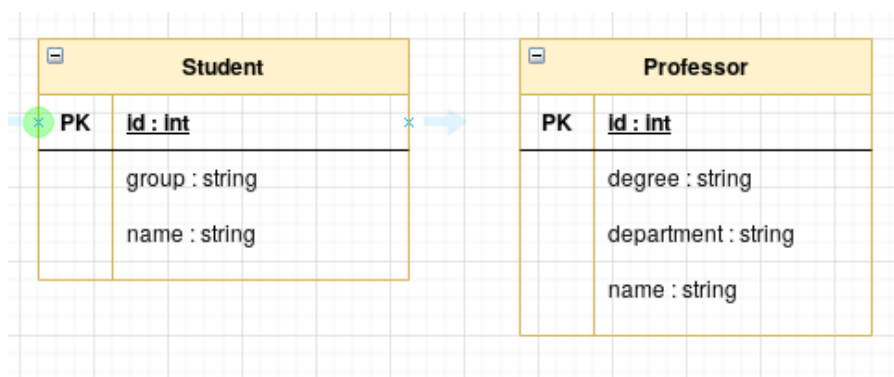 Student
PK id : int
group : string
name : string
Professor
PK id : int
degree : string
department : string
name : string